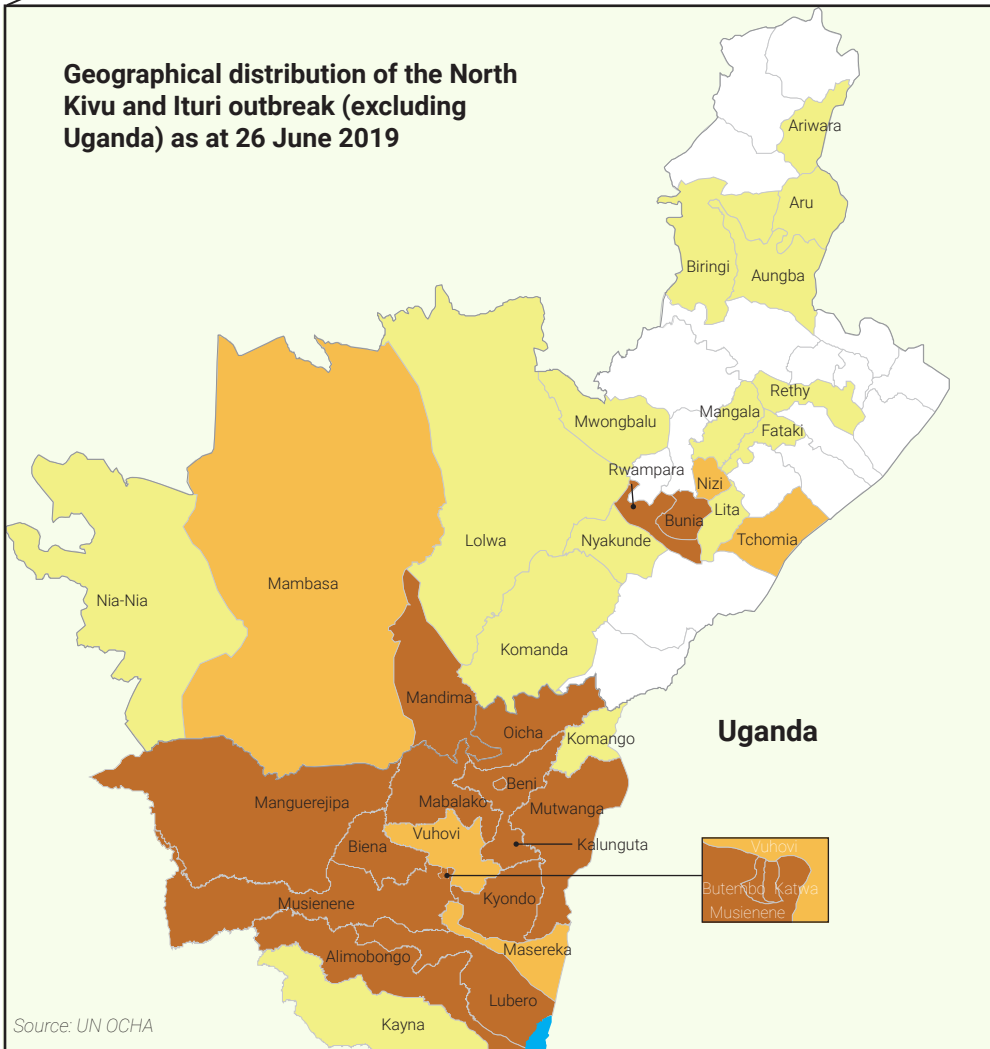 Geographical distribution of the North
Kivu and Ituri outbreak (excluding
Uganda) as at 26 June 2019
Ariwara
Aru
Biringi
Aungba
Rethy
Mangala
Mwongbalu
Fataki
Rwampara
Nizi
Lita
Bunia
Lolwa
Nyakunde
Tchomia
Mambasa
Nia-Nia
Komanda
Mandima
Oicha
Komango
Uganda
Beni
Manguerejipa
Mabalako
Mutwanga
Vuhovi
Biena
Kalunguta
Vuhovi
Butembo
Katwa
Musienene
Kyondo
Musienene
Masereka
Alimobongo
Lubero
Kayna
Source: UN OCHA